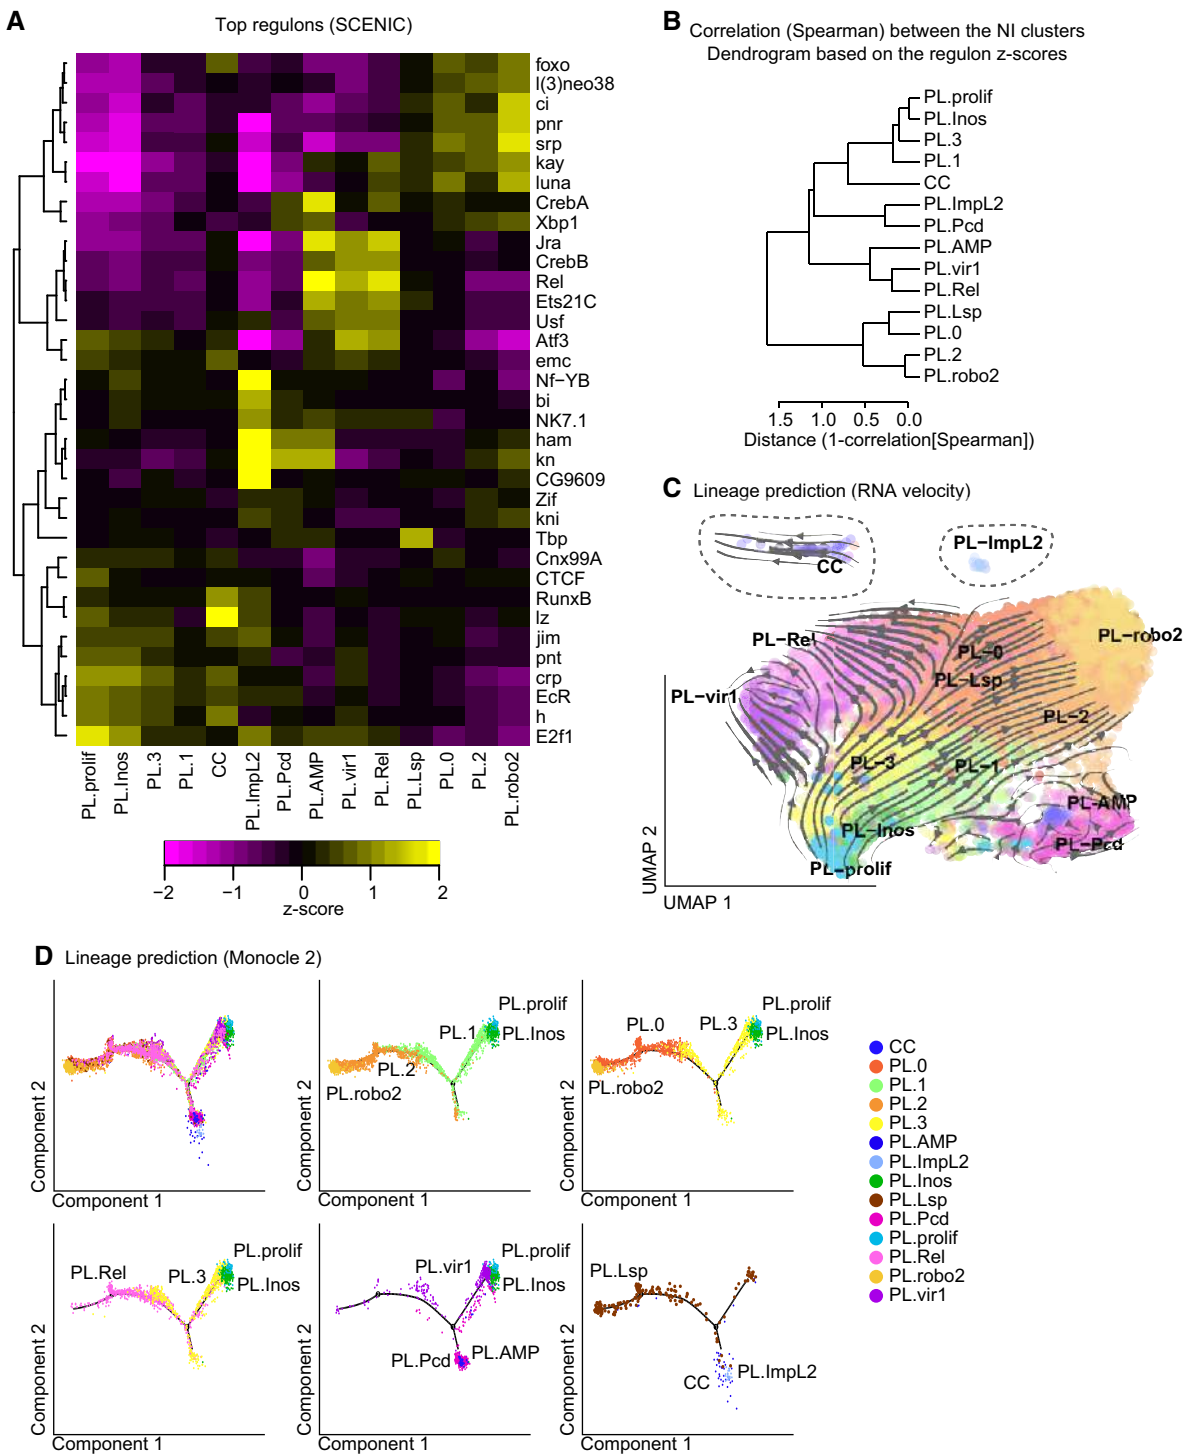 A
Top regulons (SCENIC)
foxo
l(3)neo38
ci
pnr
srp
kay
luna
CrebA
Xbp1
Jra
CrebB
Rel
Ets21C
Usf
Atf3
emc
Nf−YB
bi
NK7.1
ham
kn
CG9609
Zif
kni
Tbp
Cnx99A
CTCF
RunxB
lz
jim
pnt
crp
EcR
h
E2f1
PL.prolif
PL.Inos
PL.3
PL.1
CC
PL.ImpL2
PL.Pcd
PL.AMP
PL.vir1
PL.Rel
PL.Lsp
PL.0
PL.2
PL.robo2
−2
−1
0
1
2
z−score
B
Correlation (Spearman) between the NI clusters
Dendrogram based on the regulon z-scores
PL.prolif
PL.Inos
PL.3
PL.1
CC
PL.ImpL2
PL.Pcd
PL.AMP
PL.vir1
PL.Rel
PL.Lsp
PL.0
PL.2
PL.robo2
1.5
1.0
0.5
0.0
Distance (1-correlation[Spearman])
C
Lineage prediction (RNA velocity)
CC
PL−ImpL2
PL−Rel
PL−0
PL−robo2
PL−Lsp
PL−vir1
PL−2
PL−3
PL−1
PL-AMP
PL−Inos
PL−Pcd
PL−prolif
UMAP 2
UMAP 1
D
Lineage prediction (Monocle 2)
Component 2
Component 1
PL.prolif
PL.1
PL.Inos
PL.2
PL.robo2
Component 2
Component 1
PL.prolif
PL.0
PL.3
PL.Inos
PL.robo2
Component 2
Component 1
PL.prolif
PL.Rel
PL.3
PL.Inos
Component 2
Component 1
PL.prolif
PL.vir1
PL.Inos
PL.Pcd
PL.AMP
Component 2
Component 1
PL.Lsp
PL.ImpL2
CC
Component 2
Component 1
CC
PL.0
PL.1
PL.2
PL.3
PL.AMP
PL.ImpL2
PL.Inos
PL.Lsp
PL.Pcd
PL.prolif
PL.Rel
PL.robo2
PL.vir1